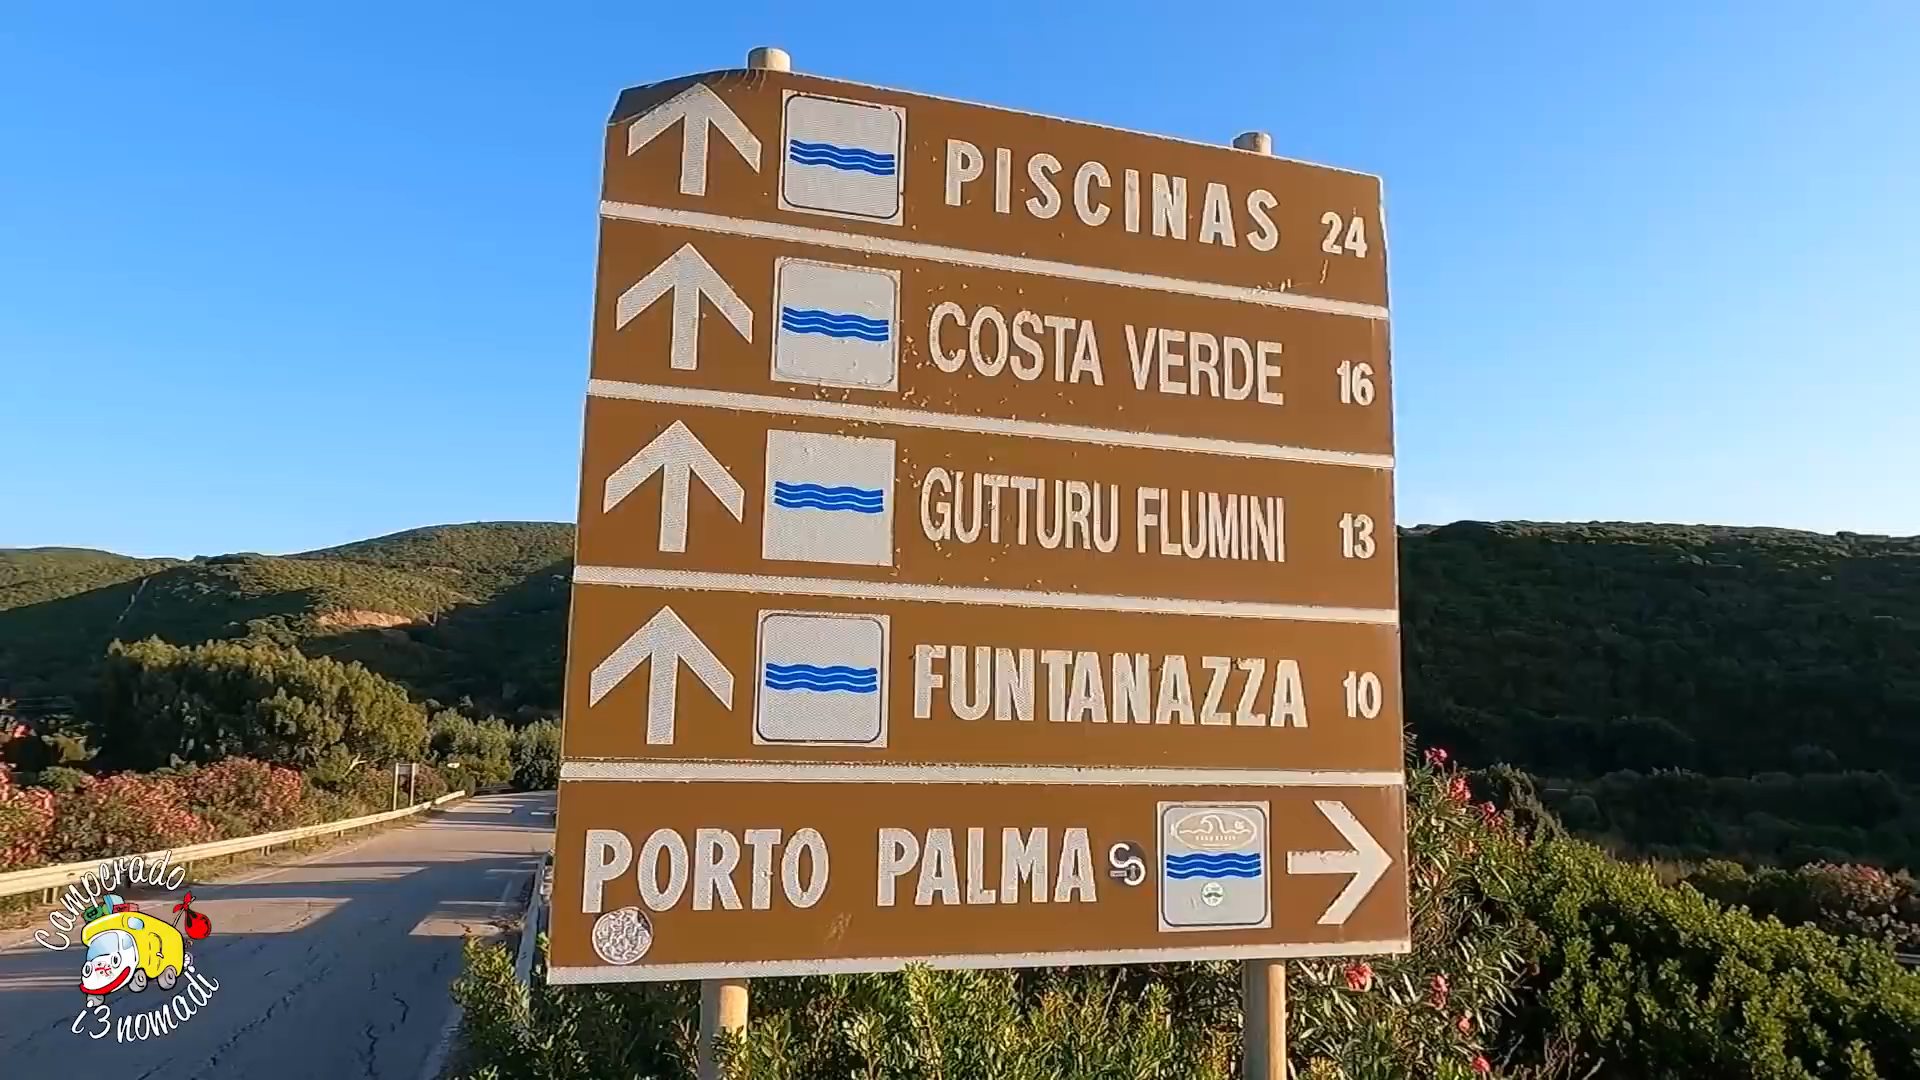 PISCINAS 24
COSTA VERDE 16
GUTTURU FLUMINI 13
FUNTANAZZA 10
PORTO PALMA
Camperado
i3nomadi